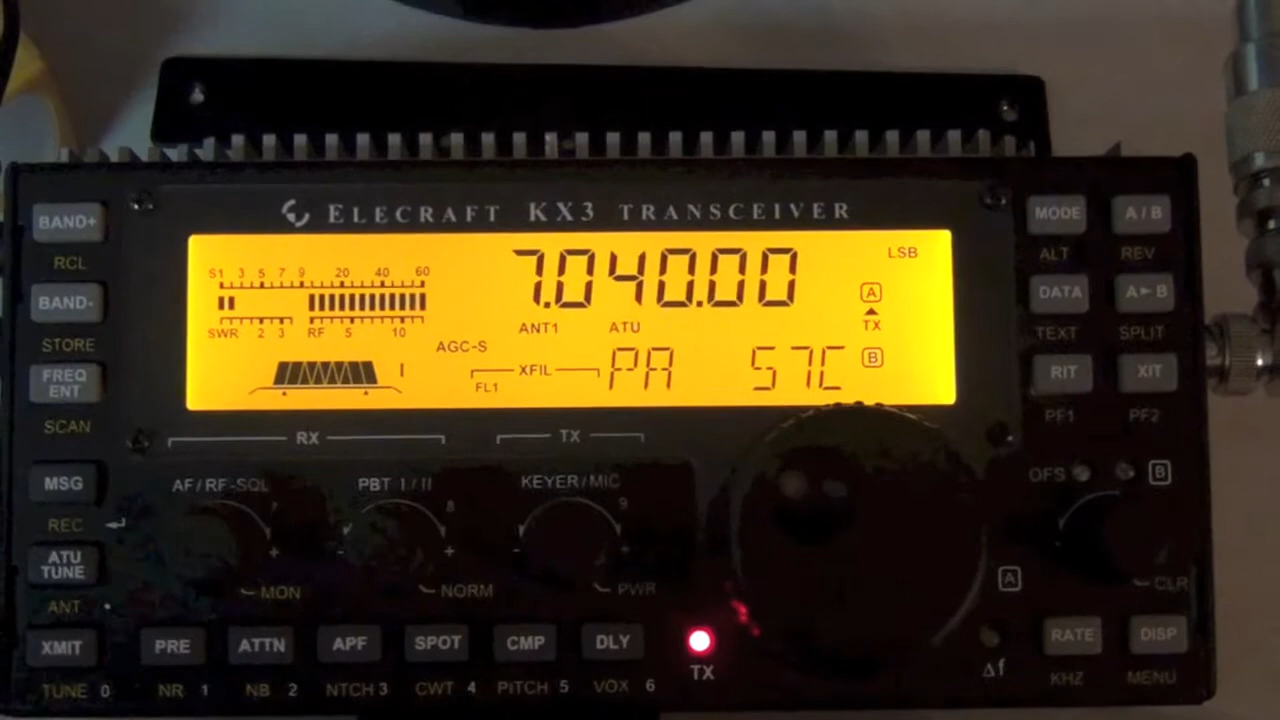 ELECRAFT KX3 TRANSCEIVER
BAND+
RCL
BAND-
STORE
FREQ
ENT
SCAN
MSG
REC
ATU
TUNE
ANT
XMIT
TUNE 0
S1 3 5 7 9 20 40 60
SWR 2 3 RF 5 10
7.040.00
LSB
ANT1 ATU
A
TX
B
AGC-S
XFIL
FL1
PA 57C
I
RX
TX
AF/RF-SQL
PBT I/II
KEYER/MIC
7
8
9
- +
- +
- +
MON
NORM
PWR
PRE
ATTN
APF
SPOT
CMP
DLY
NR 1
NB 2
NTCH 3
CWT 4
PITCH 5
VOX 6
TX
MODE
A / B
ALT
REV
DATA
A►B
TEXT
SPLIT
RIT
XIT
PF1
PF2
OFS
B
A
CLR
Δf
RATE
DISP
KHZ
MENU